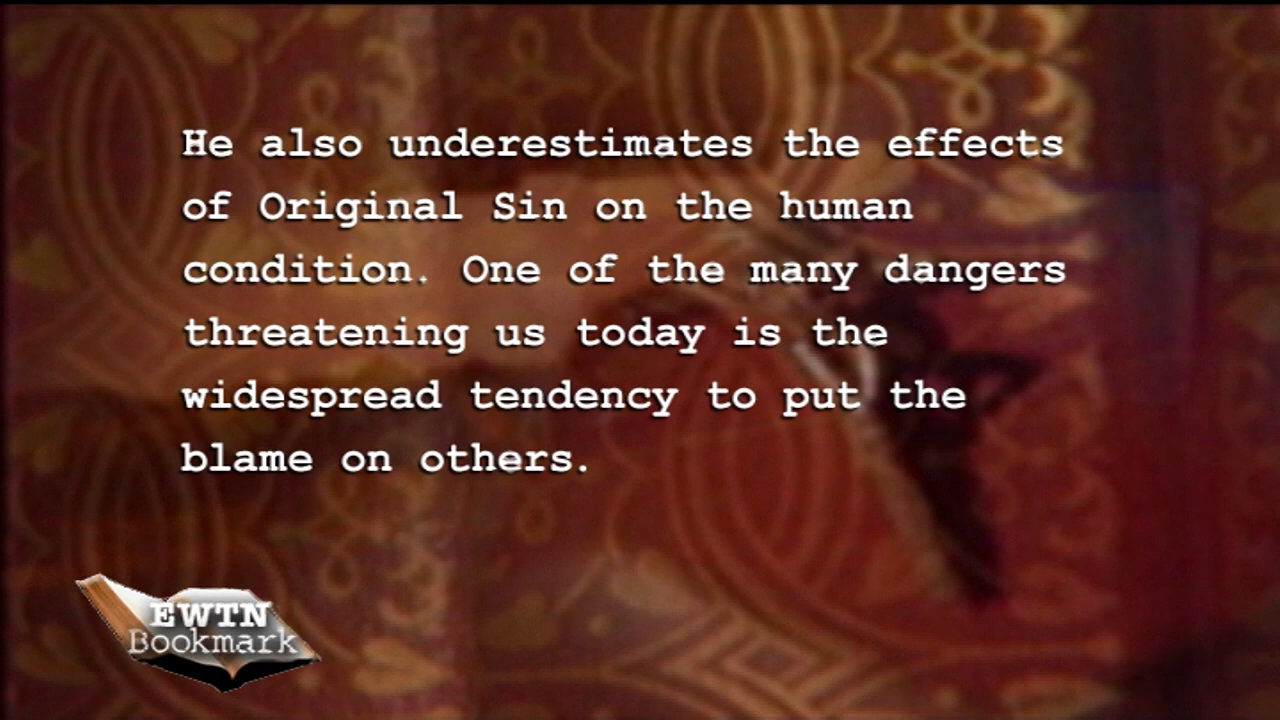 He also underestimates the effects
of Original Sin on the human
condition. One of the many dangers
threatening us today is the
widespread tendency to put the
blame on others.
EWTN
Bookmark